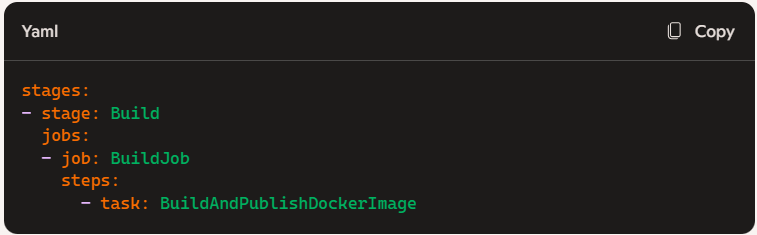 Yaml
Copy
stages:
- stage: Build
  jobs:
  - job: BuildJob
    steps:
      - task: BuildAndPublishDockerImage